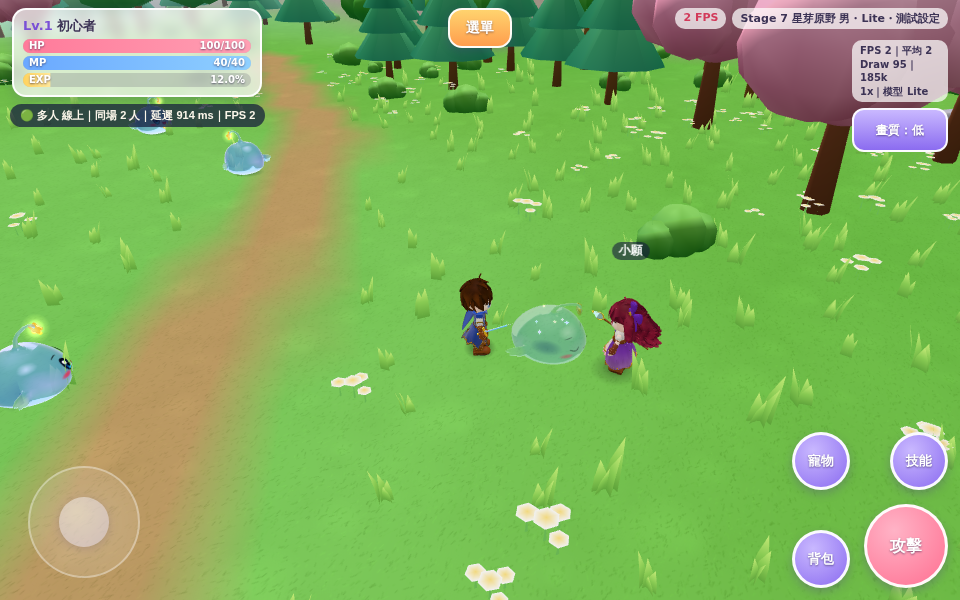 Lv.1 初心者
HP 100/100
MP 40/40
EXP 12.0%
多人 線上｜同場 2 人｜延遲 914 ms｜FPS 2
選單
2 FPS
Stage 7 星芽原野 男・Lite・測試設定
FPS 2｜平均 2
Draw 95｜
185k
1x｜模型 Lite
畫質：低
小願
寵物
技能
背包
攻擊